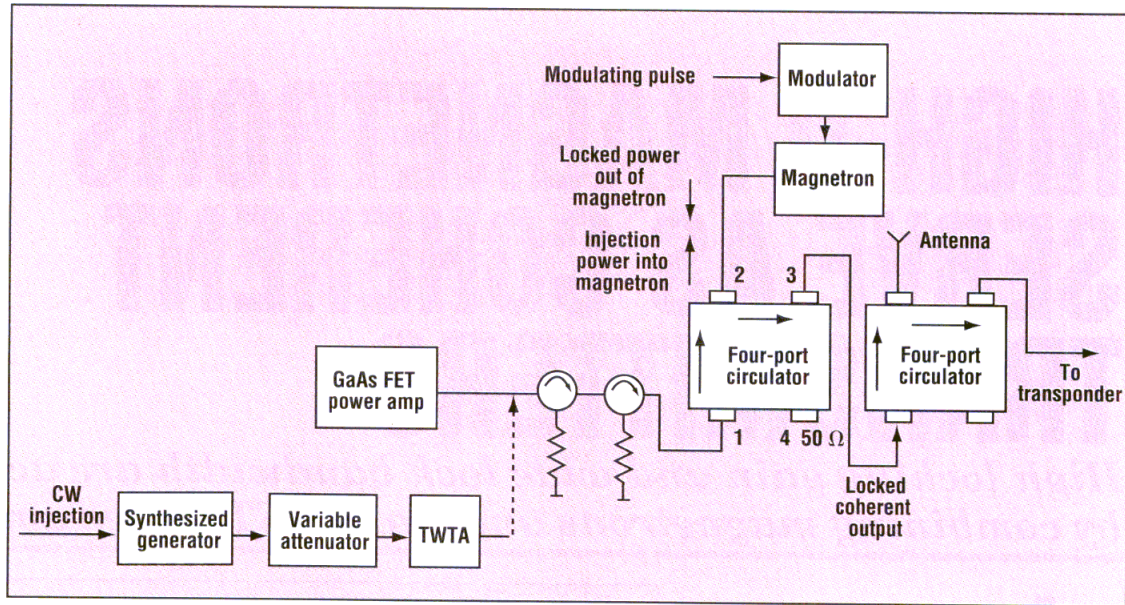 Modulating pulse
Modulator
Locked power
out of
magnetron
Magnetron
Injection
power into
magnetron
Antenna
2
3
Four-port
circulator
Four-port
circulator
To
transponder
GaAs FET
power amp
1
4 50 Ω
Locked
coherent
output
CW
injection
Synthesized
generator
Variable
attenuator
TWTA